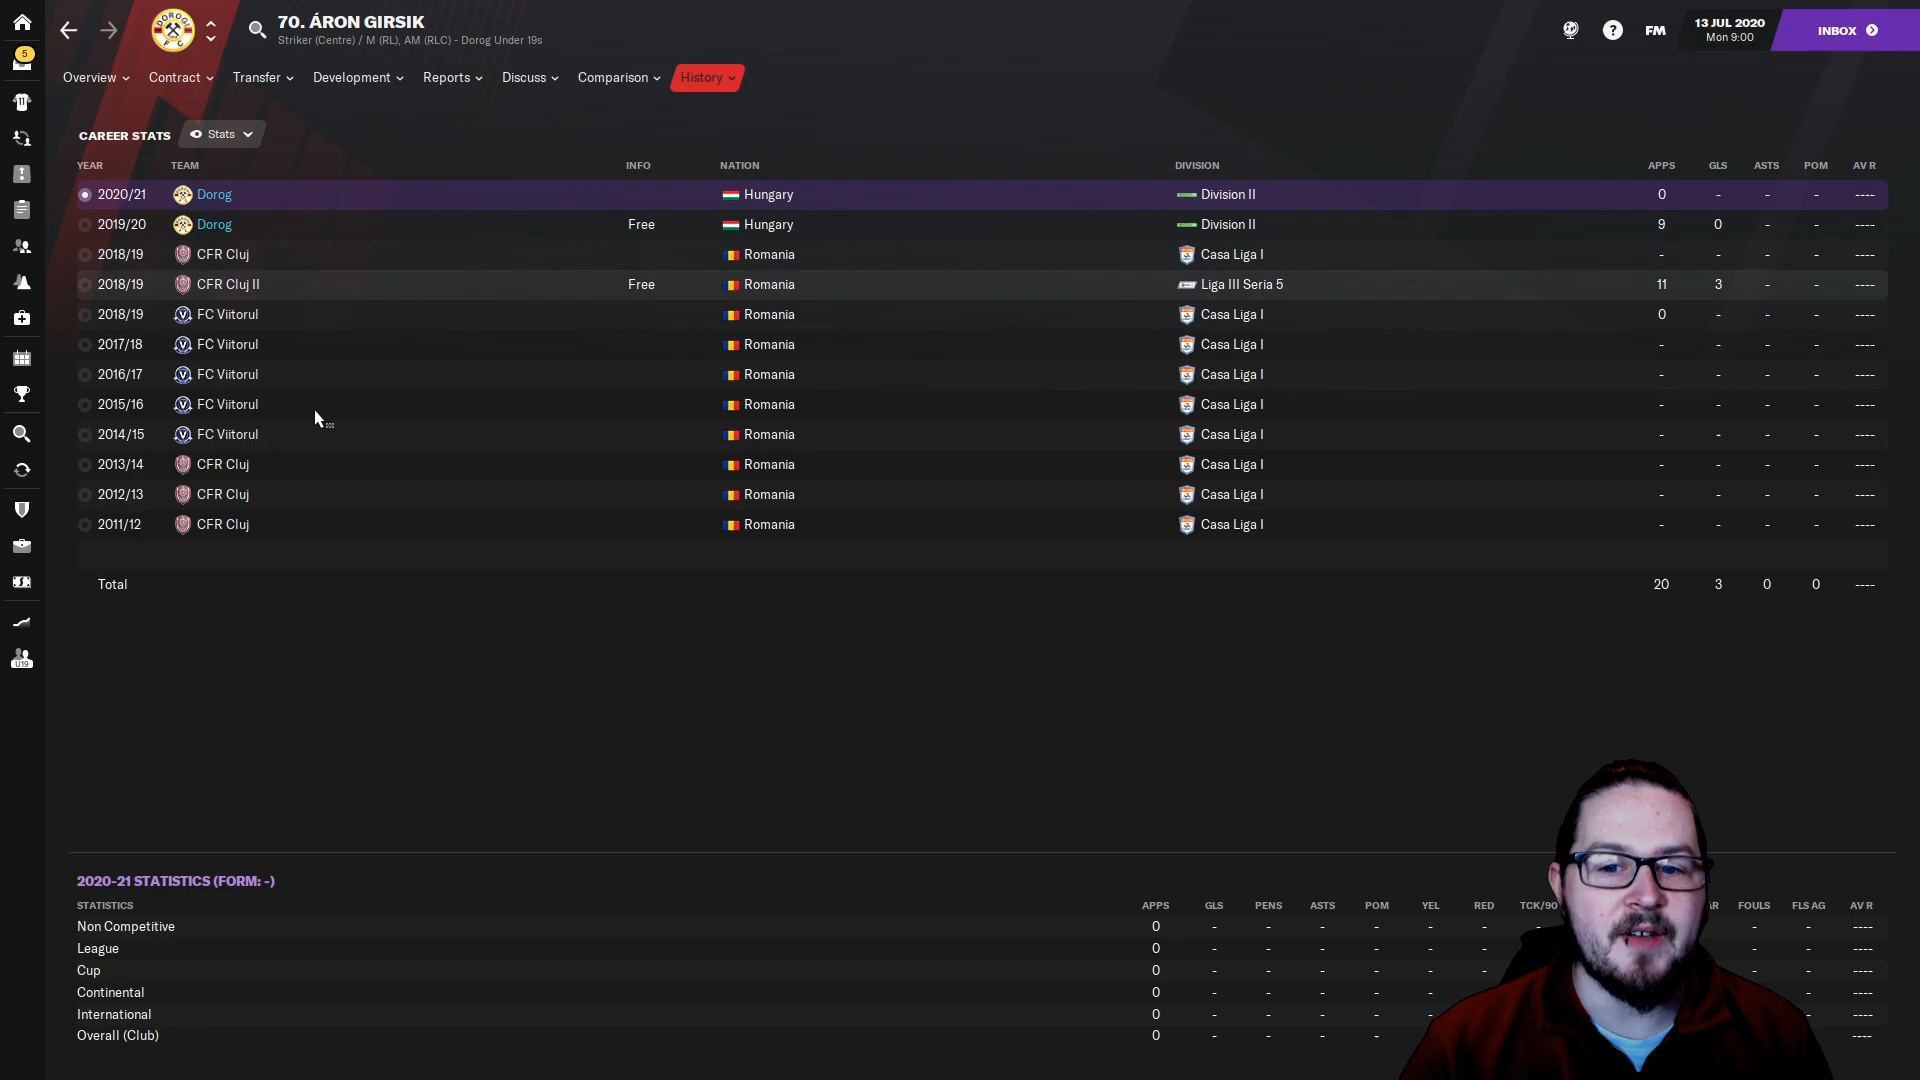 70. ÁRON GIRSIK
Striker (Centre) / M (RL), AM (RLC) - Dorog Under 19s
FM
13 JUL 2020
Mon 9:00
INBOX
5
Overview Contract Transfer Development Reports Discuss Comparison History
CAREER STATS Stats
YEAR TEAM INFO NATION DIVISION APPS GLS ASTS POM AV R
2020/21 Dorog Hungary Division II 0 - - - ----
2019/20 Dorog Free Hungary Division II 9 0 - - ----
2018/19 CFR Cluj Romania Casa Liga I - - - - ----
2018/19 CFR Cluj II Free Romania Liga III Seria 5 11 3 - - ----
2018/19 FC Viitorul Romania Casa Liga I 0 - - - ----
2017/18 FC Viitorul Romania Casa Liga I - - - - ----
2016/17 FC Viitorul Romania Casa Liga I - - - - ----
2015/16 FC Viitorul Romania Casa Liga I - - - - ----
2014/15 FC Viitorul Romania Casa Liga I - - - - ----
2013/14 CFR Cluj Romania Casa Liga I - - - - ----
2012/13 CFR Cluj Romania Casa Liga I - - - - ----
2011/12 CFR Cluj Romania Casa Liga I - - - - ----
Total 20 3 0 0 ----
U19
2020-21 STATISTICS (FORM: -)
STATISTICS APPS GLS PENS ASTS POM YEL RED TCK/90 FOULS FLS AG AV R
Non Competitive 0 - - - - - - - - - ----
League 0 - - - - - - - - ----
Cup 0 - - - - - - - - ----
Continental 0 - - - - - - ----
International 0 - - - - - - ----
Overall (Club) 0 - - - - ----